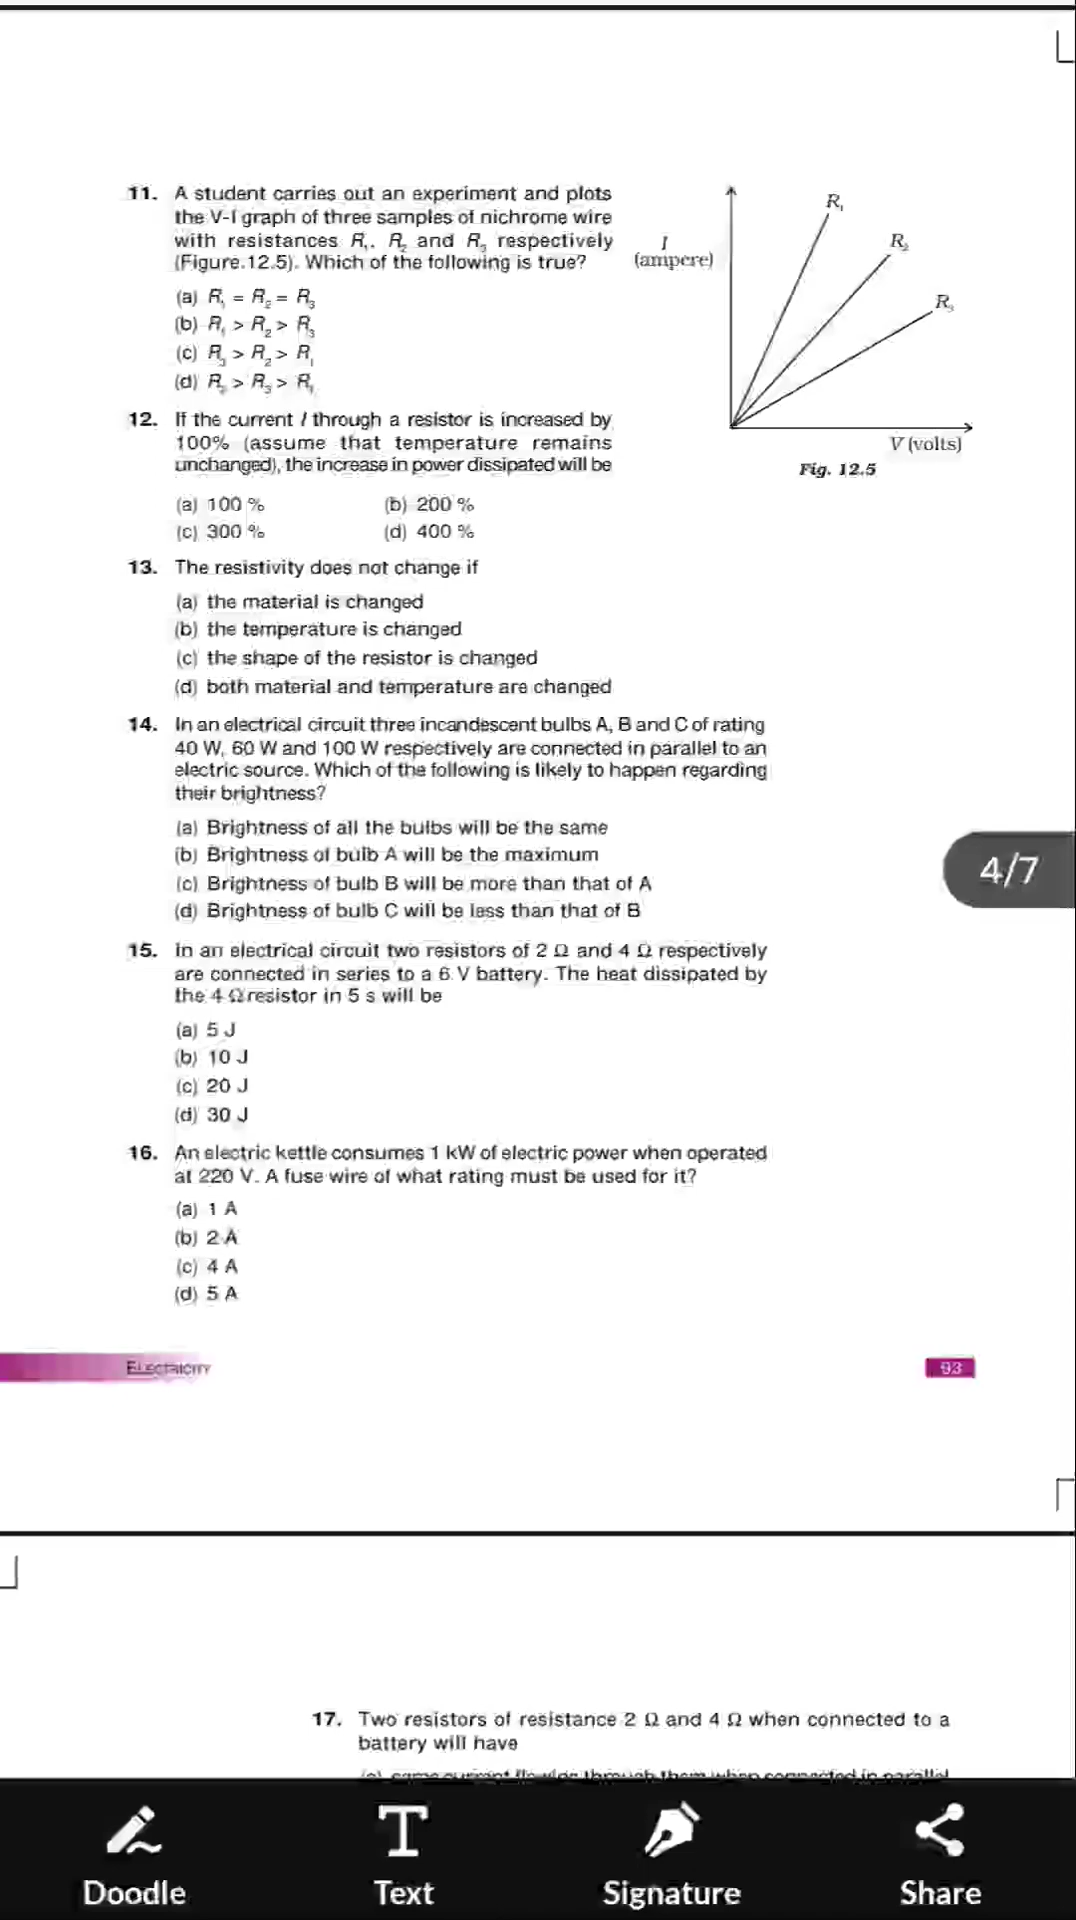 11. A student carries out an experiment and plots
the V-I graph of three samples of nichrome wire
with resistances R₁, R₂ and R₃ respectively
(Figure.12.5). Which of the following is true?
(a) R₁ = R₂ = R₃
(b) R₁ > R₂ > R₃
(c) R₃ > R₂ > R₁
(d) R₂ > R₃ > R₁
I
(ampere)
R₁
R₂
R₃
V (volts)
Fig. 12.5
12. If the current I through a resistor is increased by
100% (assume that temperature remains
unchanged), the increase in power dissipated will be
(a) 100 % (b) 200 %
(c) 300 % (d) 400 %
13. The resistivity does not change if
(a) the material is changed
(b) the temperature is changed
(c) the shape of the resistor is changed
(d) both material and temperature are changed
14. In an electrical circuit three incandescent bulbs A, B and C of rating
40 W, 60 W and 100 W respectively are connected in parallel to an
electric source. Which of the following is likely to happen regarding
their brightness?
(a) Brightness of all the bulbs will be the same
(b) Brightness of bulb A will be the maximum
(c) Brightness of bulb B will be more than that of A
(d) Brightness of bulb C will be less than that of B
4/7
15. In an electrical circuit two resistors of 2 Ω and 4 Ω respectively
are connected in series to a 6 V battery. The heat dissipated by
the 4 Ω resistor in 5 s will be
(a) 5 J
(b) 10 J
(c) 20 J
(d) 30 J
16. An electric kettle consumes 1 kW of electric power when operated
at 220 V. A fuse wire of what rating must be used for it?
(a) 1 A
(b) 2 A
(c) 4 A
(d) 5 A
ELECTRICITY 93
17. Two resistors of resistance 2 Ω and 4 Ω when connected to a
battery will have
(a) same current flowing through them when connected in parallel
Doodle Text Signature Share